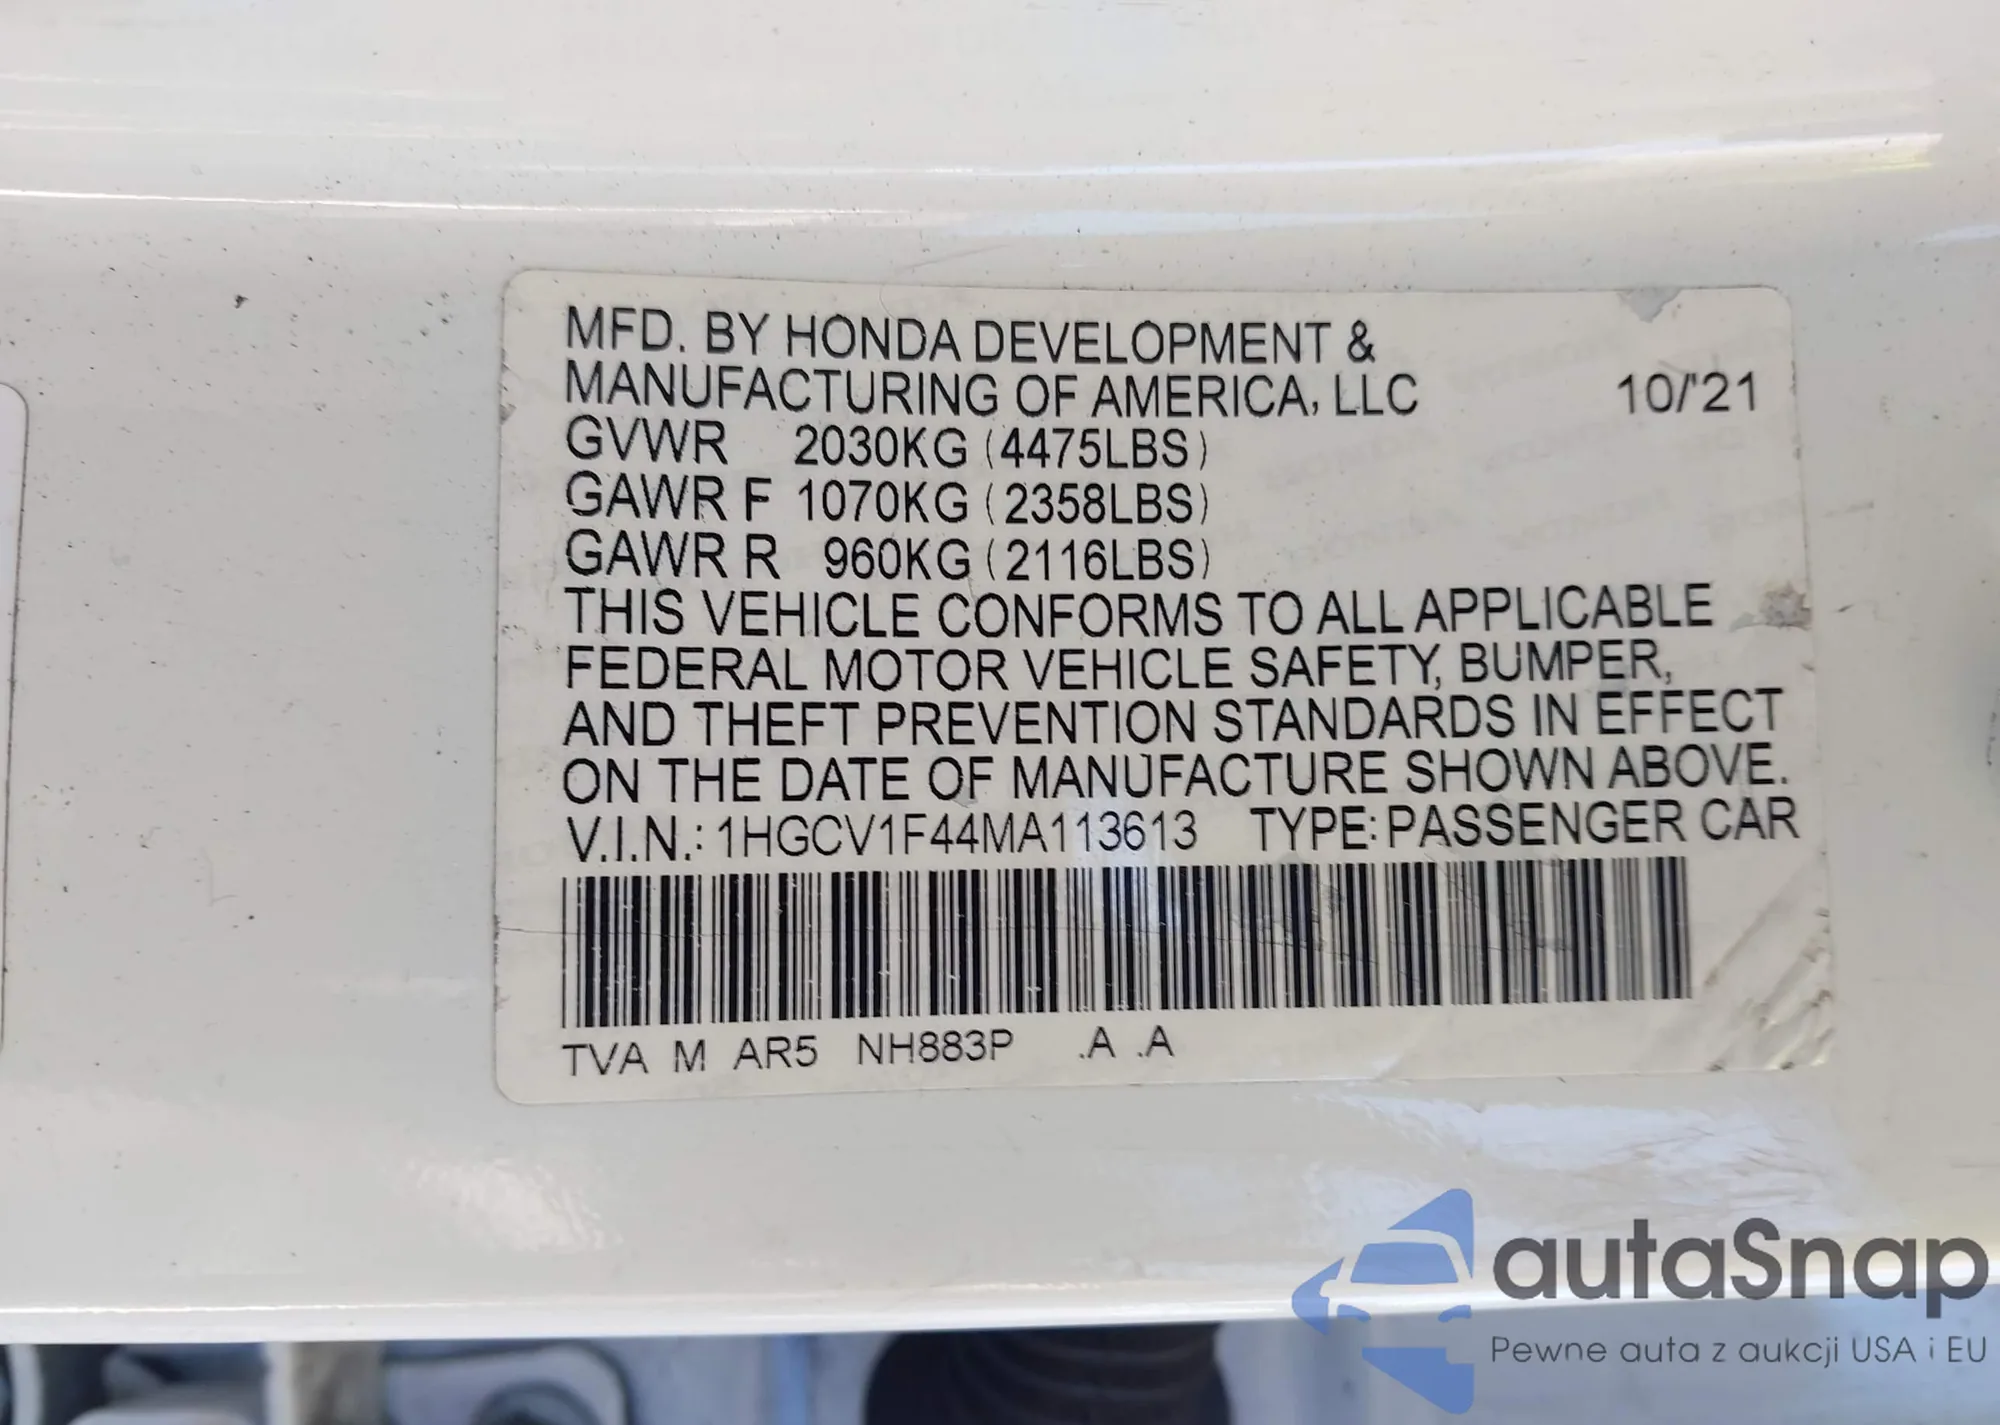 MFD. BY HONDA DEVELOPMENT &
MANUFACTURING OF AMERICA, LLC 10/'21
GVWR 2030KG (4475LBS)
GAWR F 1070KG (2358LBS)
GAWR R 960KG (2116LBS)
THIS VEHICLE CONFORMS TO ALL APPLICABLE
FEDERAL MOTOR VEHICLE SAFETY, BUMPER,
AND THEFT PREVENTION STANDARDS IN EFFECT
ON THE DATE OF MANUFACTURE SHOWN ABOVE.
V.I.N.: 1HGCV1F44MA113613 TYPE: PASSENGER CAR
TVA M AR5 NH883P .A .A
autaSnap
Pewne auta z aukcji USA i EU